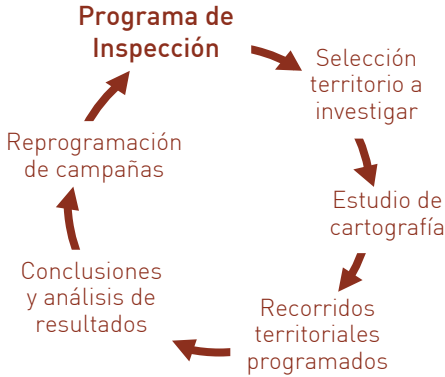 Programa de
Inspección
Selección
territorio a
investigar
Estudio de
cartografía
Recorridos
territoriales
programados
Conclusiones
y análisis de
resultados
Reprogramación
de campañas